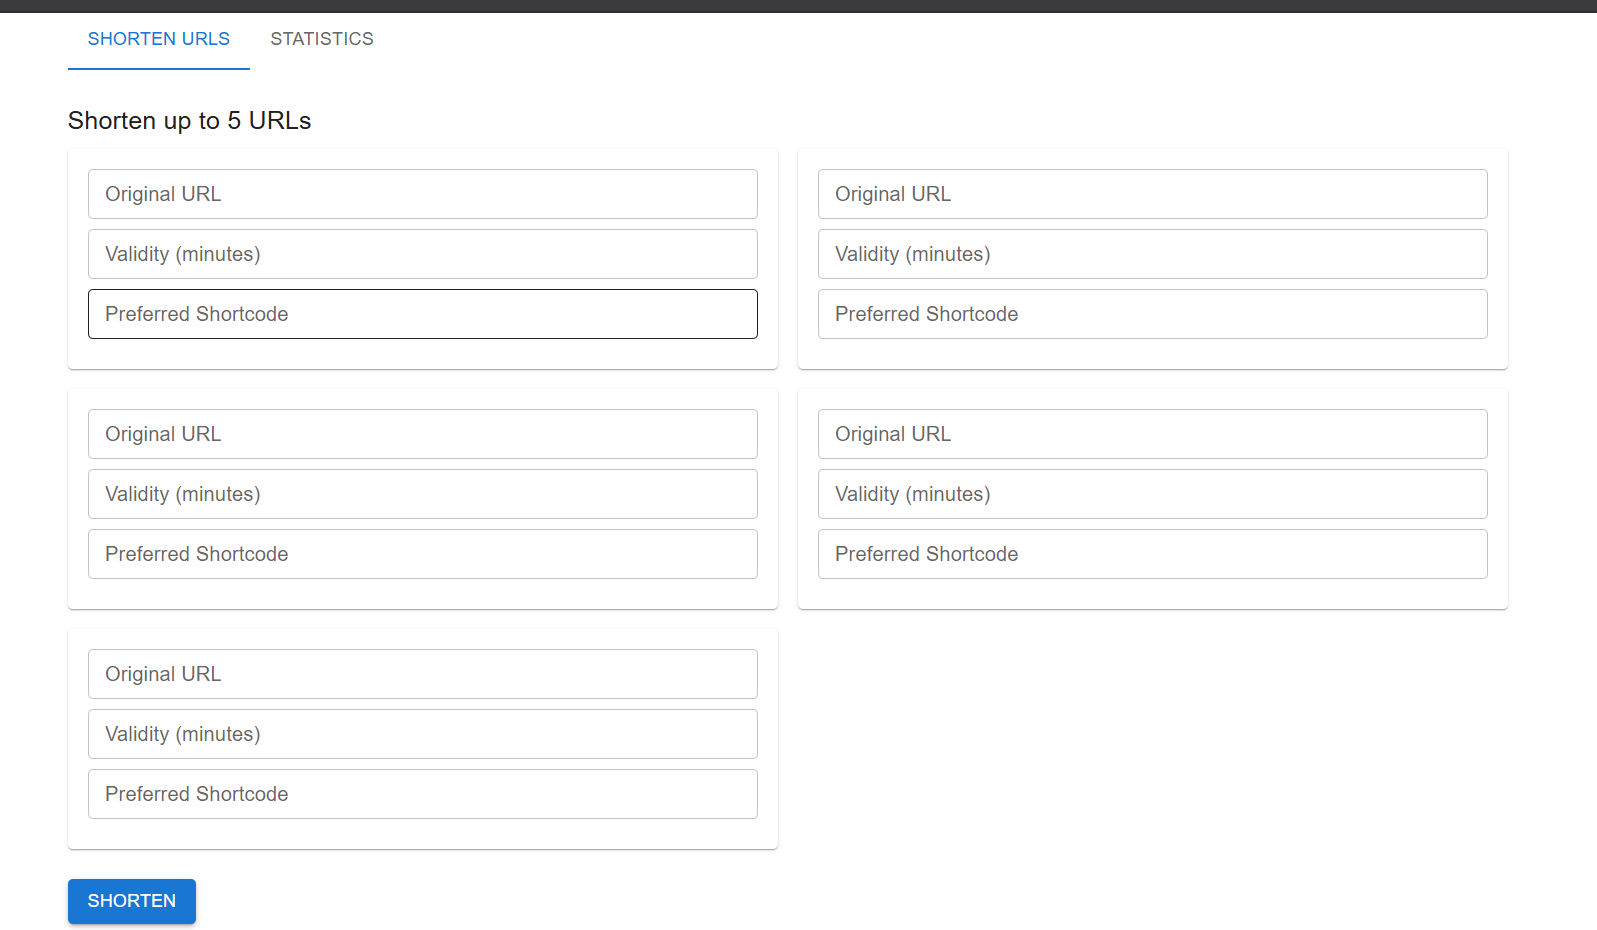 SHORTEN URLS STATISTICS
Shorten up to 5 URLs
Original URL
Validity (minutes)
Preferred Shortcode
Original URL
Validity (minutes)
Preferred Shortcode
Original URL
Validity (minutes)
Preferred Shortcode
Original URL
Validity (minutes)
Preferred Shortcode
Original URL
Validity (minutes)
Preferred Shortcode
SHORTEN